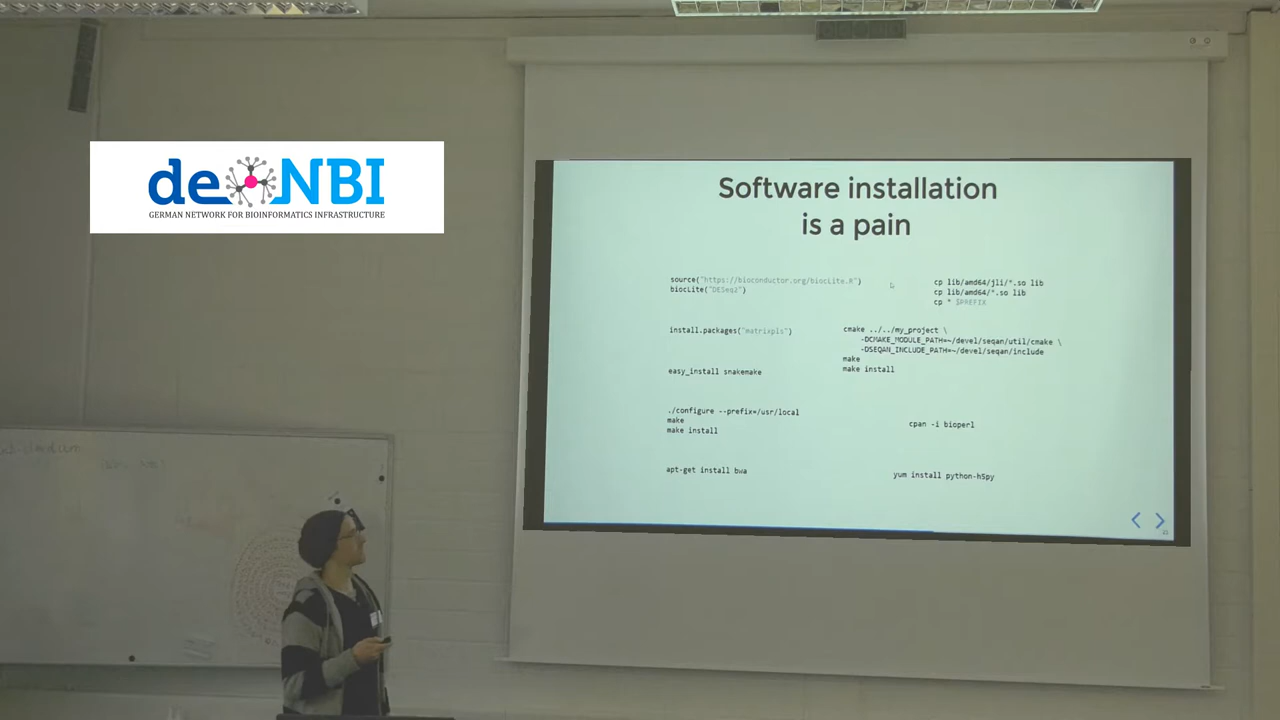 de NBI
GERMAN NETWORK FOR BIOINFORMATICS INFRASTRUCTURE
Software installation
is a pain
source("https://bioconductor.org/biocLite.R")
biocLite("DESeq2")
cp lib/amd64/jli/*.so lib
cp lib/amd64/*.so lib
cp * $PREFIX
install.packages("matrixpls")
cmake ../../my_project \
-DCMAKE_MODULE_PATH=~/devel/seqan/util/cmake \
-DSEQAN_INCLUDE_PATH=~/devel/seqan/include
make
make install
easy_install snakemake
./configure --prefix=/usr/local
make
make install
cpan -i bioperl
apt-get install bwa
yum install python-h5py